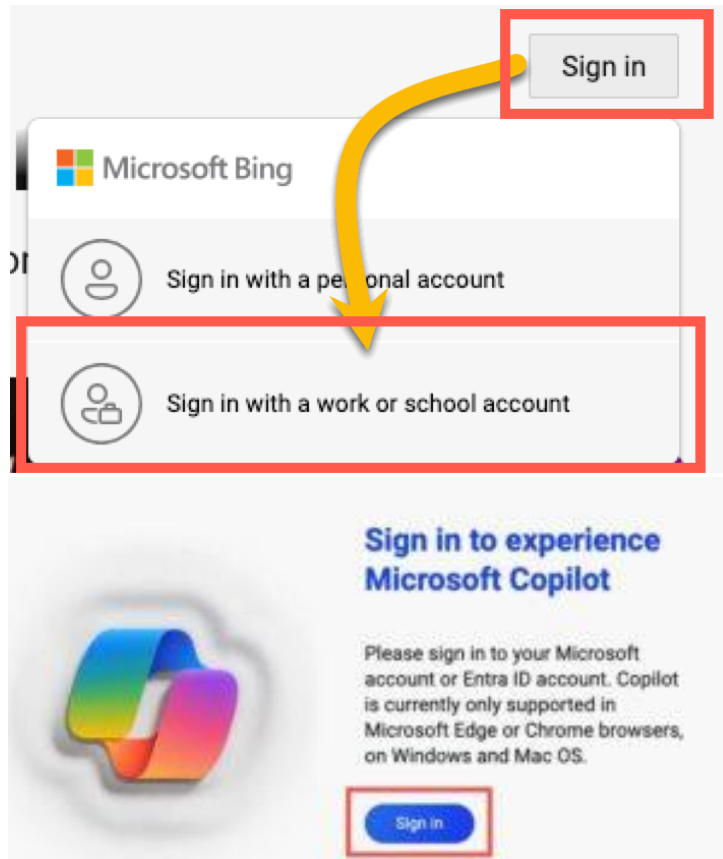 Sign in
Microsoft Bing
Sign in with a personal account
Sign in with a work or school account
Sign in to experience
Microsoft Copilot
Please sign in to your Microsoft
account or Entra ID account. Copilot
is currently only supported in
Microsoft Edge or Chrome browsers,
on Windows and Mac OS.
Sign in